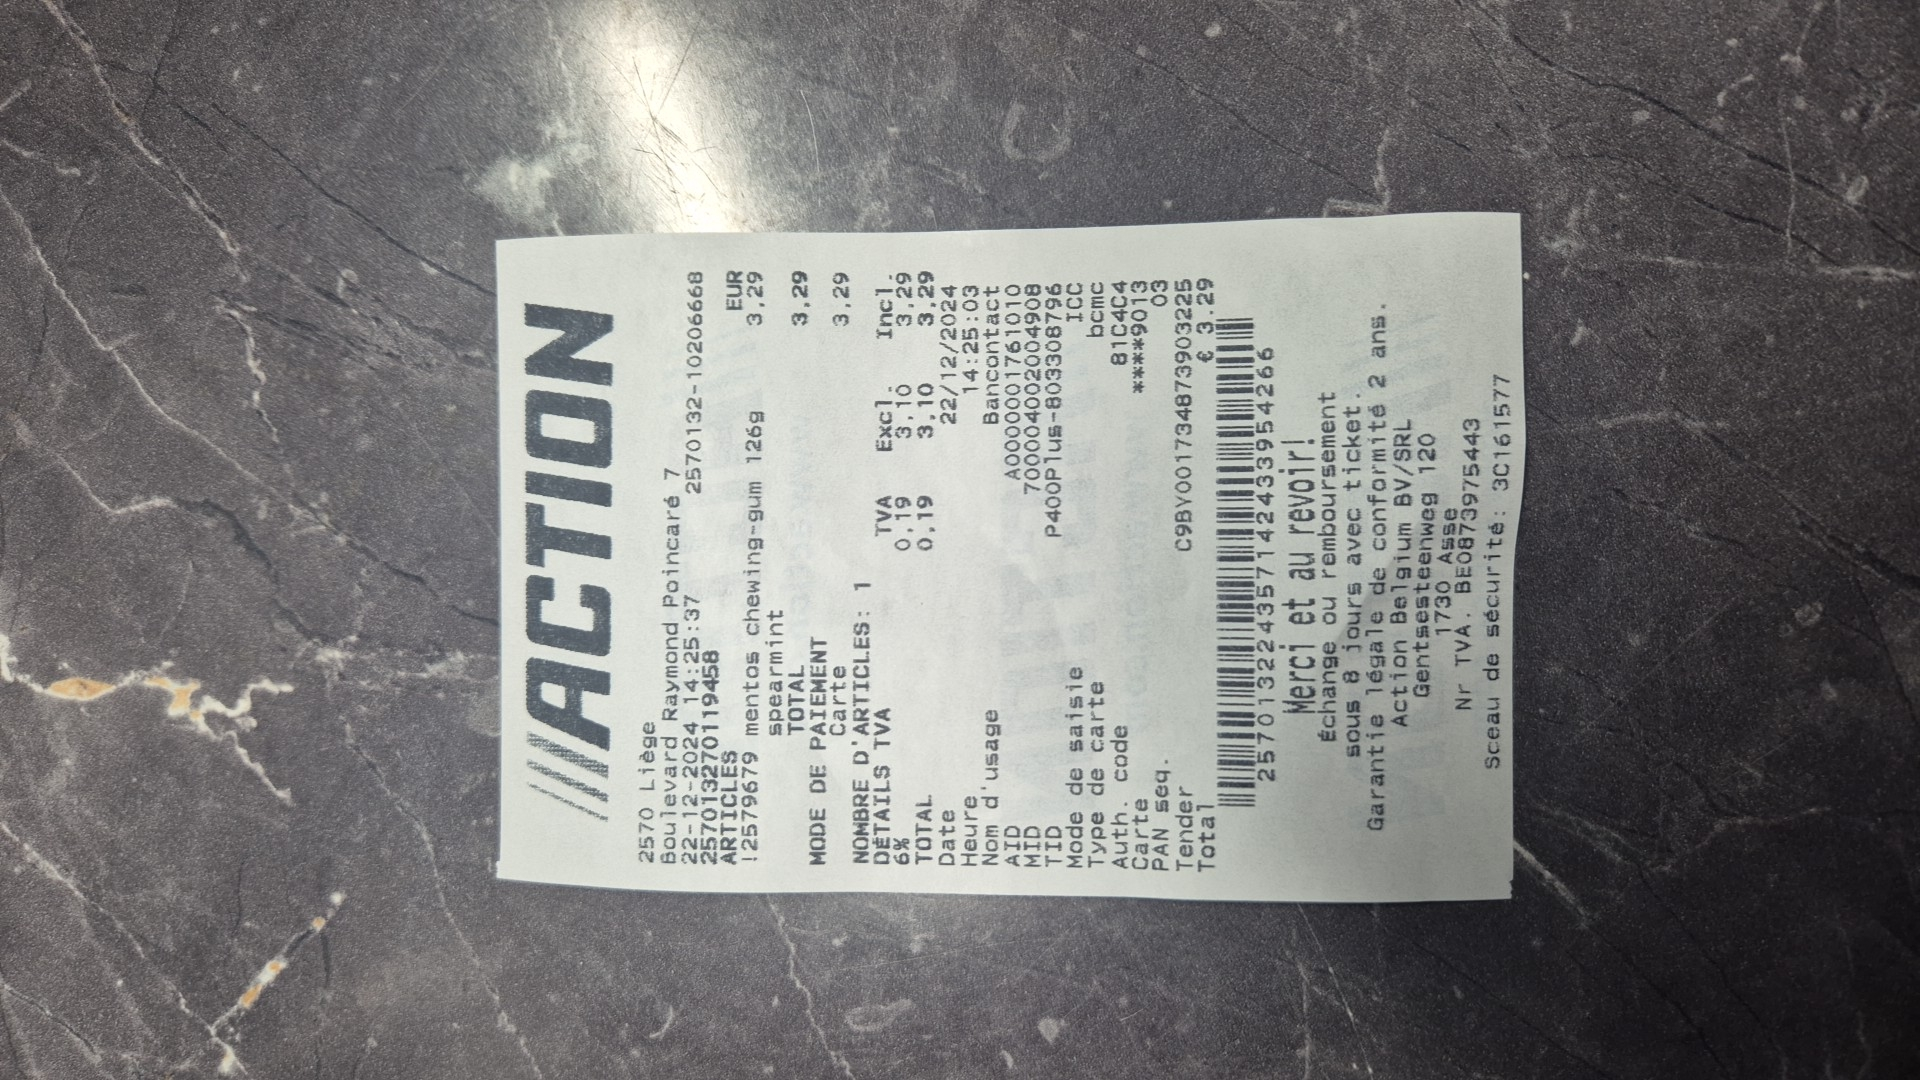 ACTION
2570 Liège
Boulevard Raymond Poincaré 7
22-12-2024 14:25:37 2570132-10206668
257013270119458
ARTICLES EUR
!2579679 mentos chewing-gum 126g 3,29
spearmint
TOTAL 3,29
MODE DE PAIEMENT
Carte 3,29
NOMBRE D'ARTICLES: 1
DÉTAILS TVA TVA Excl. Incl.
6% 0,19 3,10 3,29
TOTAL 0,19 3,10 3,29
Date 22/12/2024
Heure 14:25:03
Nom d'usage Bancontact
AID A0000001761010
MID 70000402004908
TID P400Plus-803308796
Mode de saisie ICC
Type de carte bcmc
Auth. code 81C4C4
Carte ****9013
PAN seq. 03
Tender C9BY001734873903225
Total € 3.29
2570132243571424339954266
Merci et au revoir!
Échange ou remboursement
sous 8 jours avec ticket.
Garantie légale de conformité 2 ans.
Action Belgium BV/SRL
Gentsesteenweg 120
1730 Asse
Nr TVA. BE0873975443
Sceau de sécurité: 3C161577